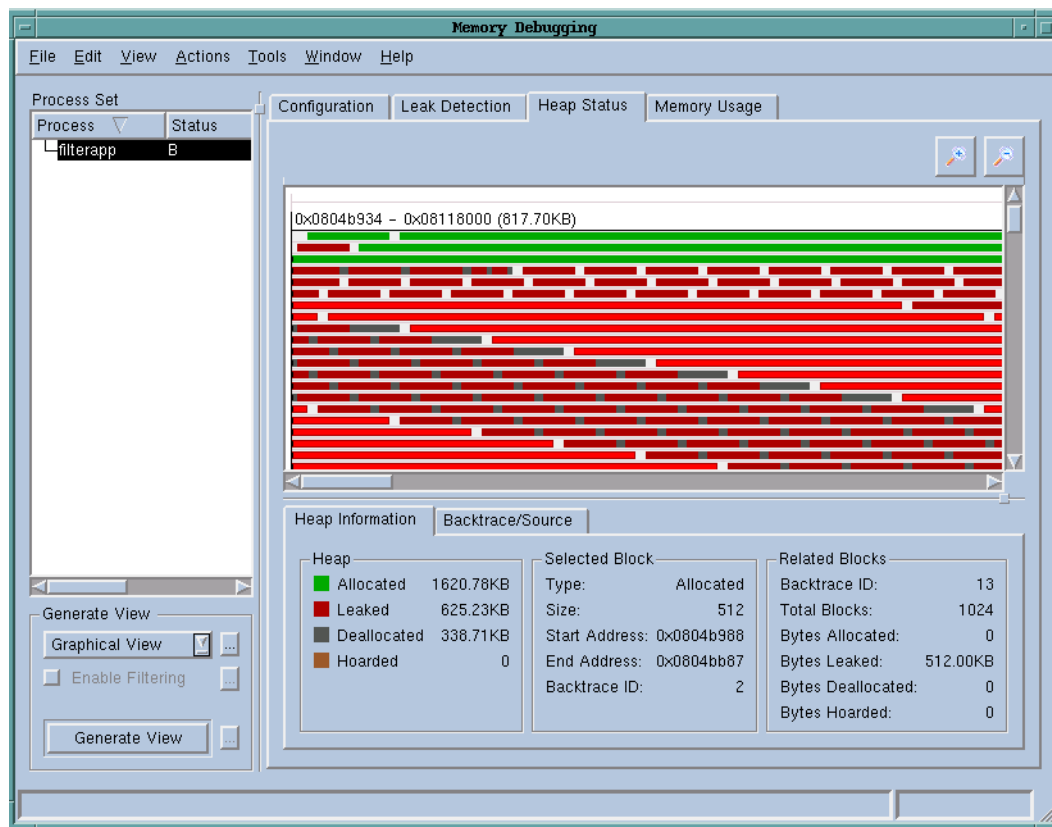 Memory Debugging
File Edit View Actions Tools Window Help
Process Set
Process Status
filterapp B
Configuration Leak Detection Heap Status Memory Usage
0x0804b934 - 0x08118000 (817.70KB)
Heap Information Backtrace/Source
Heap
Allocated 1620.78KB
Leaked 625.23KB
Deallocated 338.71KB
Hoarded 0
Selected Block
Type: Allocated
Size: 512
Start Address: 0x0804b988
End Address: 0x0804bb87
Backtrace ID: 2
Related Blocks
Backtrace ID: 13
Total Blocks: 1024
Bytes Allocated: 0
Bytes Leaked: 512.00KB
Bytes Deallocated: 0
Bytes Hoarded: 0
Generate View
Graphical View ...
Enable Filtering ...
Generate View ...